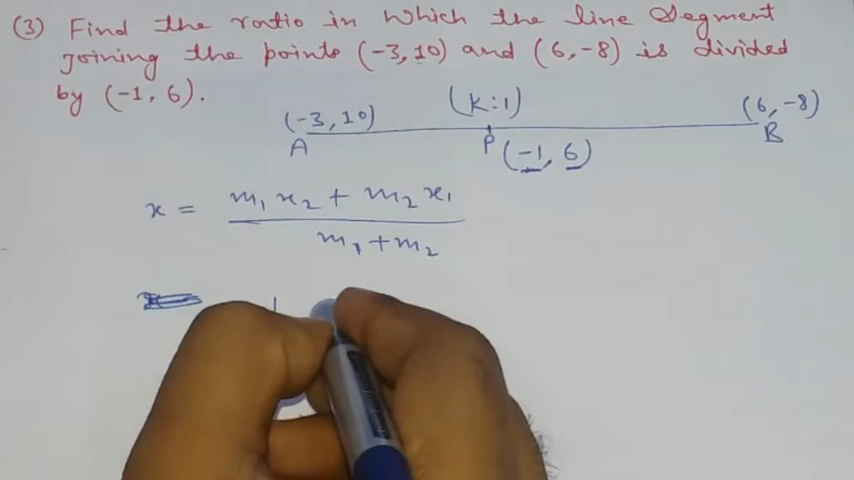 (3) Find the ratio in which the line segment
joining the points (-3, 10) and (6, -8) is divided
by (-1, 6).
(-3, 10) (K:1) (6, -8)
A P (-1, 6) B
x = m₁x₂ + m₂x₁ / m₁ + m₂